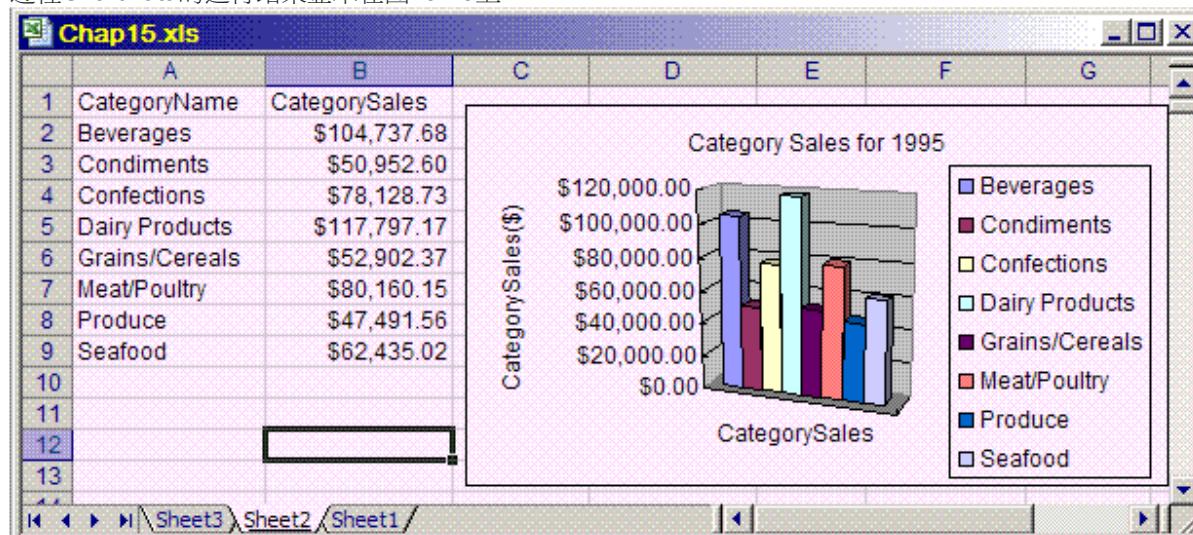 Chap15.xls
A B C D E F G
1 CategoryName CategorySales
2 Beverages $104,737.68
3 Condiments $50,952.60
4 Confections $78,128.73
5 Dairy Products $117,797.17
6 Grains/Cereals $52,902.37
7 Meat/Poultry $80,160.15
8 Produce $47,491.56
9 Seafood $62,435.02
10
11
12
13
Category Sales for 1995
CategorySales($)
$120,000.00
$100,000.00
$80,000.00
$60,000.00
$40,000.00
$20,000.00
$0.00
CategorySales
Beverages
Condiments
Confections
Dairy Products
Grains/Cereals
Meat/Poultry
Produce
Seafood
Sheet3 Sheet2 Sheet1